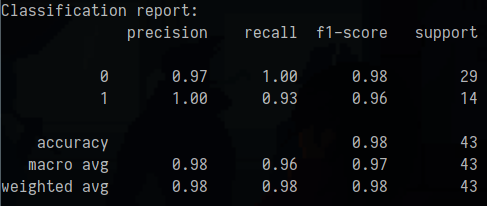 Classification report:
              precision    recall  f1-score   support

           0       0.97      1.00      0.98        29
           1       1.00      0.93      0.96        14

    accuracy                           0.98        43
   macro avg       0.98      0.96      0.97        43
weighted avg       0.98      0.98      0.98        43